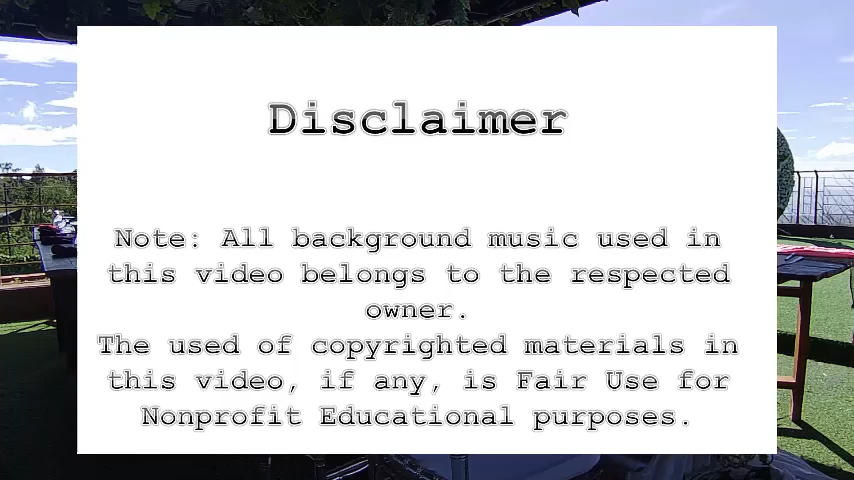 Disclaimer
Note: All background music used in
this video belongs to the respected
owner.
The used of copyrighted materials in
this video, if any, is Fair Use for
Nonprofit Educational purposes.